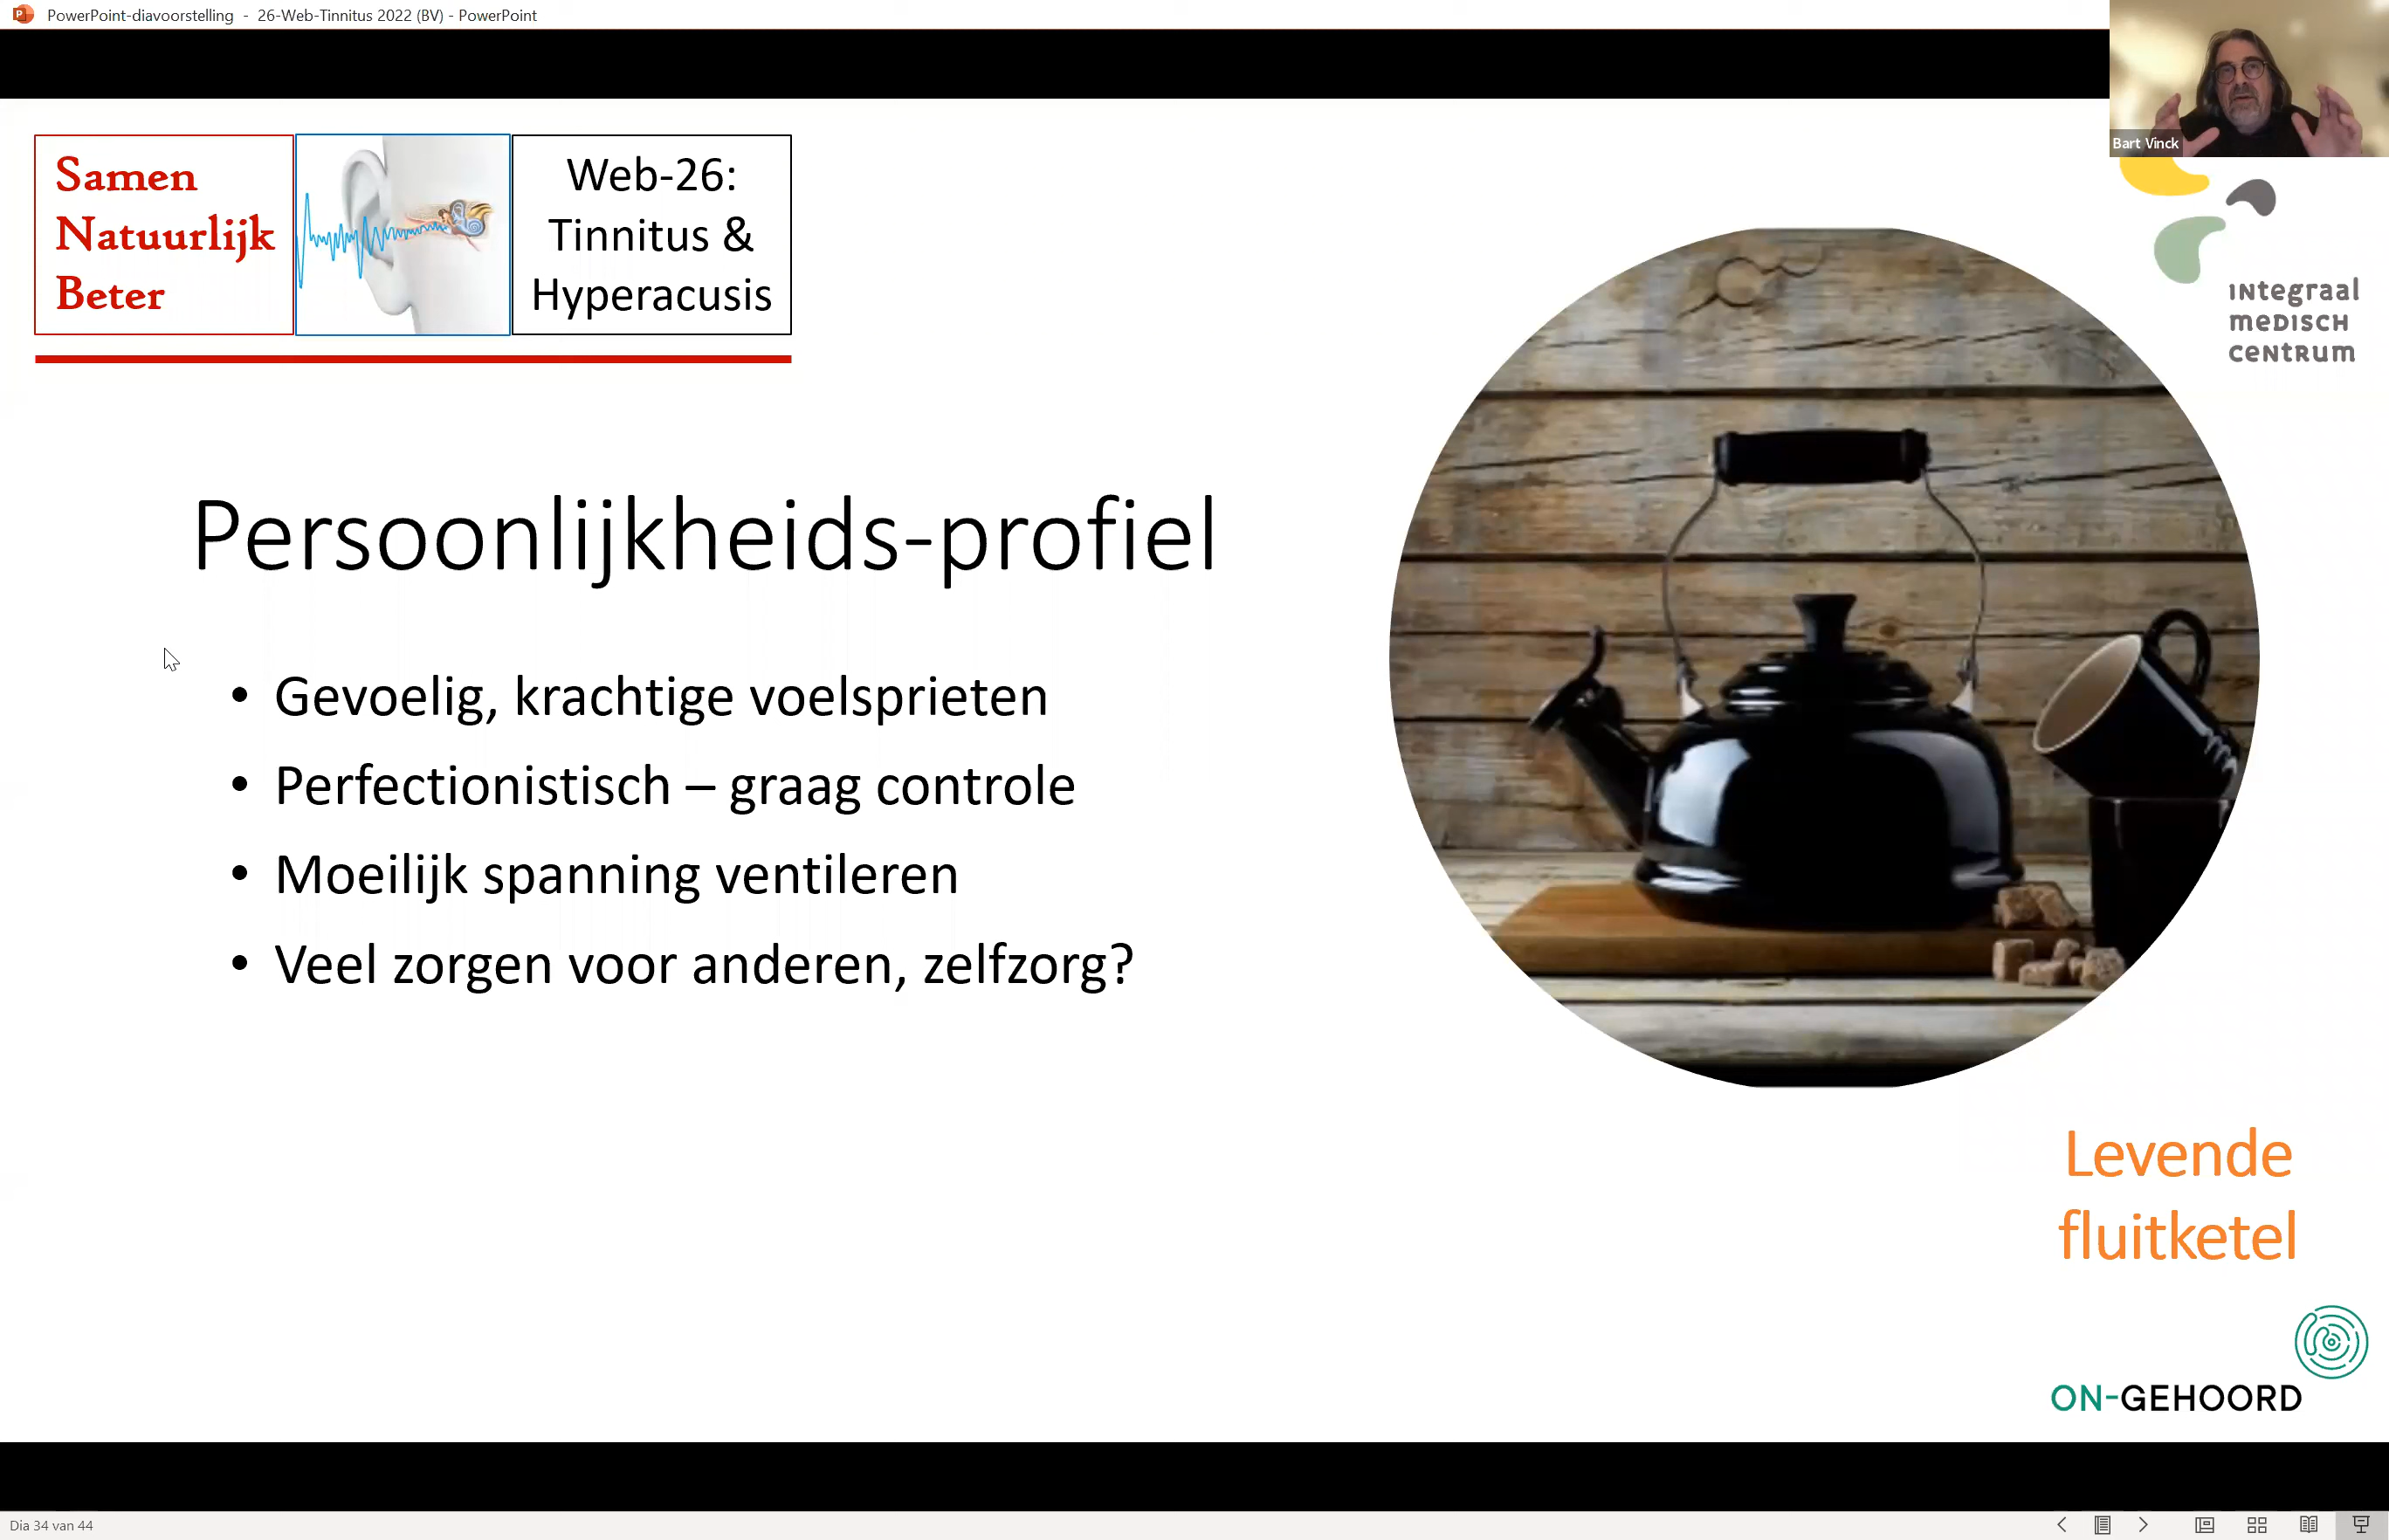 PowerPoint-diavoorstelling - 26-Web-Tinnitus 2022 (BV) - PowerPoint
Bart Vinck
Samen
Natuurlijk
Beter
Web-26:
Tinnitus &
Hyperacusis
INtegraal
meDISCH
CeNtRum
Persoonlijkheids-profiel
• Gevoelig, krachtige voelsprieten
• Perfectionistisch – graag controle
• Moeilijk spanning ventileren
• Veel zorgen voor anderen, zelfzorg?
Levende
fluitketel
ON-GEHOORD
Dia 34 van 44